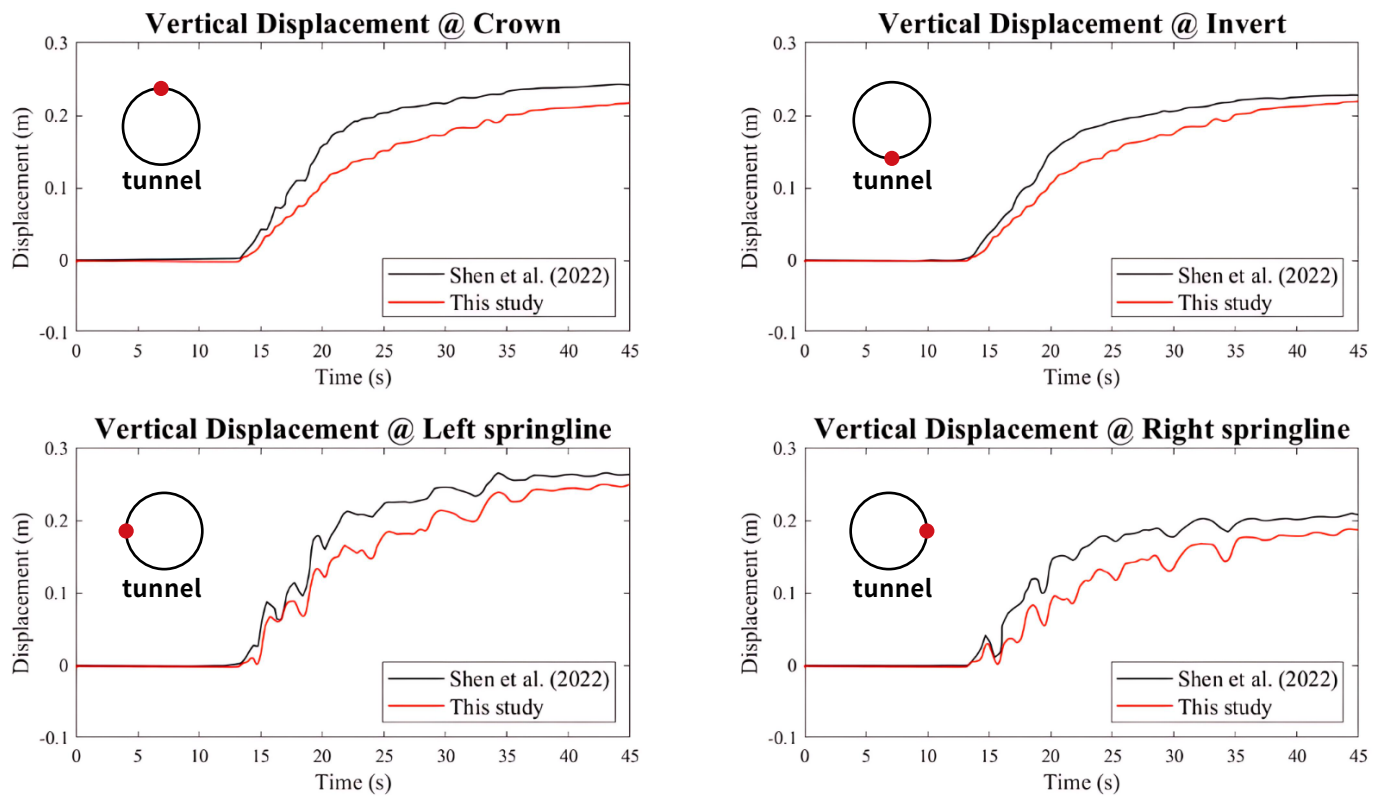 Vertical Displacement @ Crown
0.3
0.2
0.1
0
-0.1
Displacement (m)
tunnel
Shen et al. (2022)
This study
0 5 10 15 20 25 30 35 40 45
Time (s)
Vertical Displacement @ Invert
0.3
0.2
0.1
0
-0.1
Displacement (m)
tunnel
Shen et al. (2022)
This study
0 5 10 15 20 25 30 35 40 45
Time (s)
Vertical Displacement @ Left springline
0.3
0.2
0.1
0
-0.1
Displacement (m)
tunnel
Shen et al. (2022)
This study
0 5 10 15 20 25 30 35 40 45
Time (s)
Vertical Displacement @ Right springline
0.3
0.2
0.1
0
-0.1
Displacement (m)
tunnel
Shen et al. (2022)
This study
0 5 10 15 20 25 30 35 40 45
Time (s)